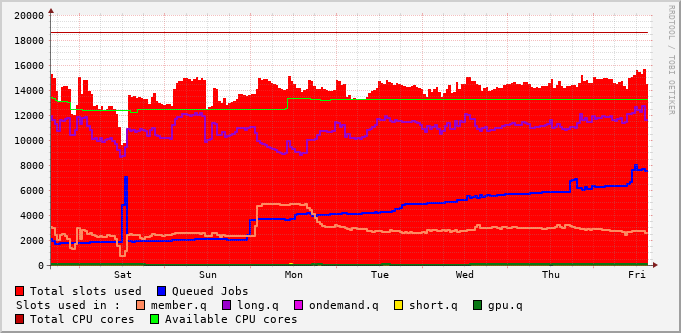 20000
18000
16000
14000
12000
10000
8000
6000
4000
2000
0
Sat Sun Mon Tue Wed Thu Fri
Total slots used Queued Jobs
Slots used in : member.q long.q ondemand.q short.q gpu.q
Total CPU cores Available CPU cores
RRDTOOL / TOBI OETIKER